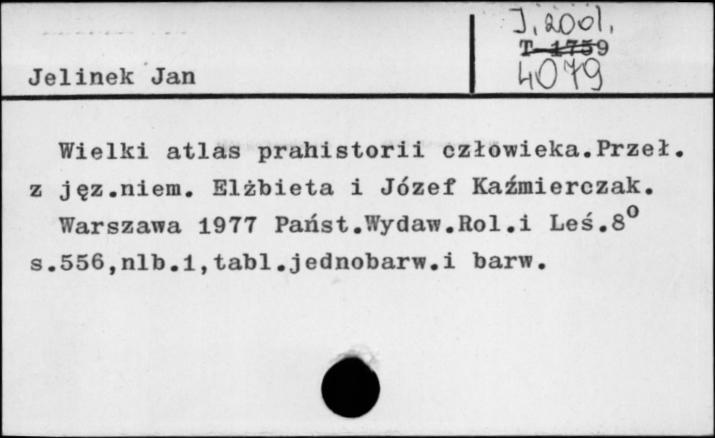 J. 2001.
T 1759
4079
Jelinek Jan
Wielki atlas prahistorii człowieka.Przeł.
z jęz.niem. Elżbieta i Józef Kaźmierczak.
Warszawa 1977 Państ.Wydaw.Rol.i Leś.8°
s.556,nlb.1,tabl.jednobarw.i barw.